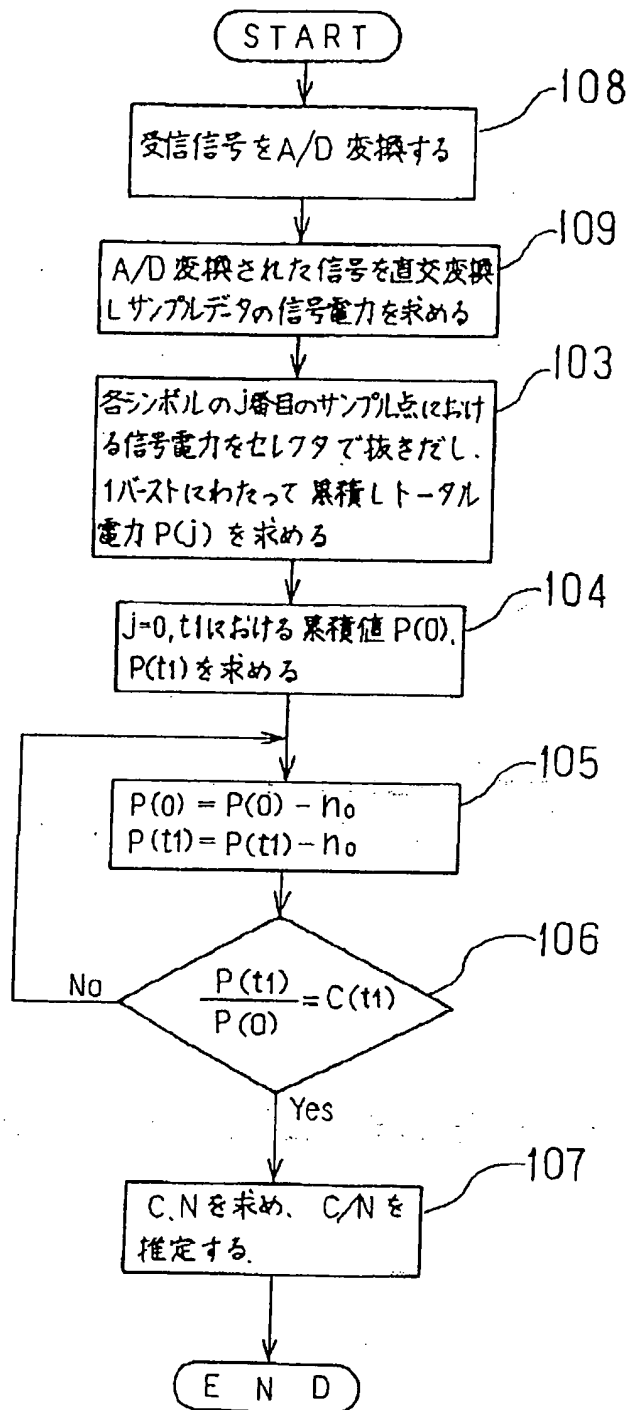 START
108
受信信号をA/D 変換する
109
A/D 変換された信号を直交変換
しサンプルデータの信号電力を求める
103
各シンボルのj番目のサンプル点におけ
る信号電力をセレクタで抜きだし、
1バーストにわたって 累積しトータル
電力 P(j) を求める
104
j=0,t1における 累積値 P(0),
P(t1) を求める
105
P(0) = P(0) − n₀
P(t1) = P(t1) − n₀
106
No
P(t1)
P(0)
= C(t1)
Yes
107
C、Nを求め、 C/N を
推定する.
E N D